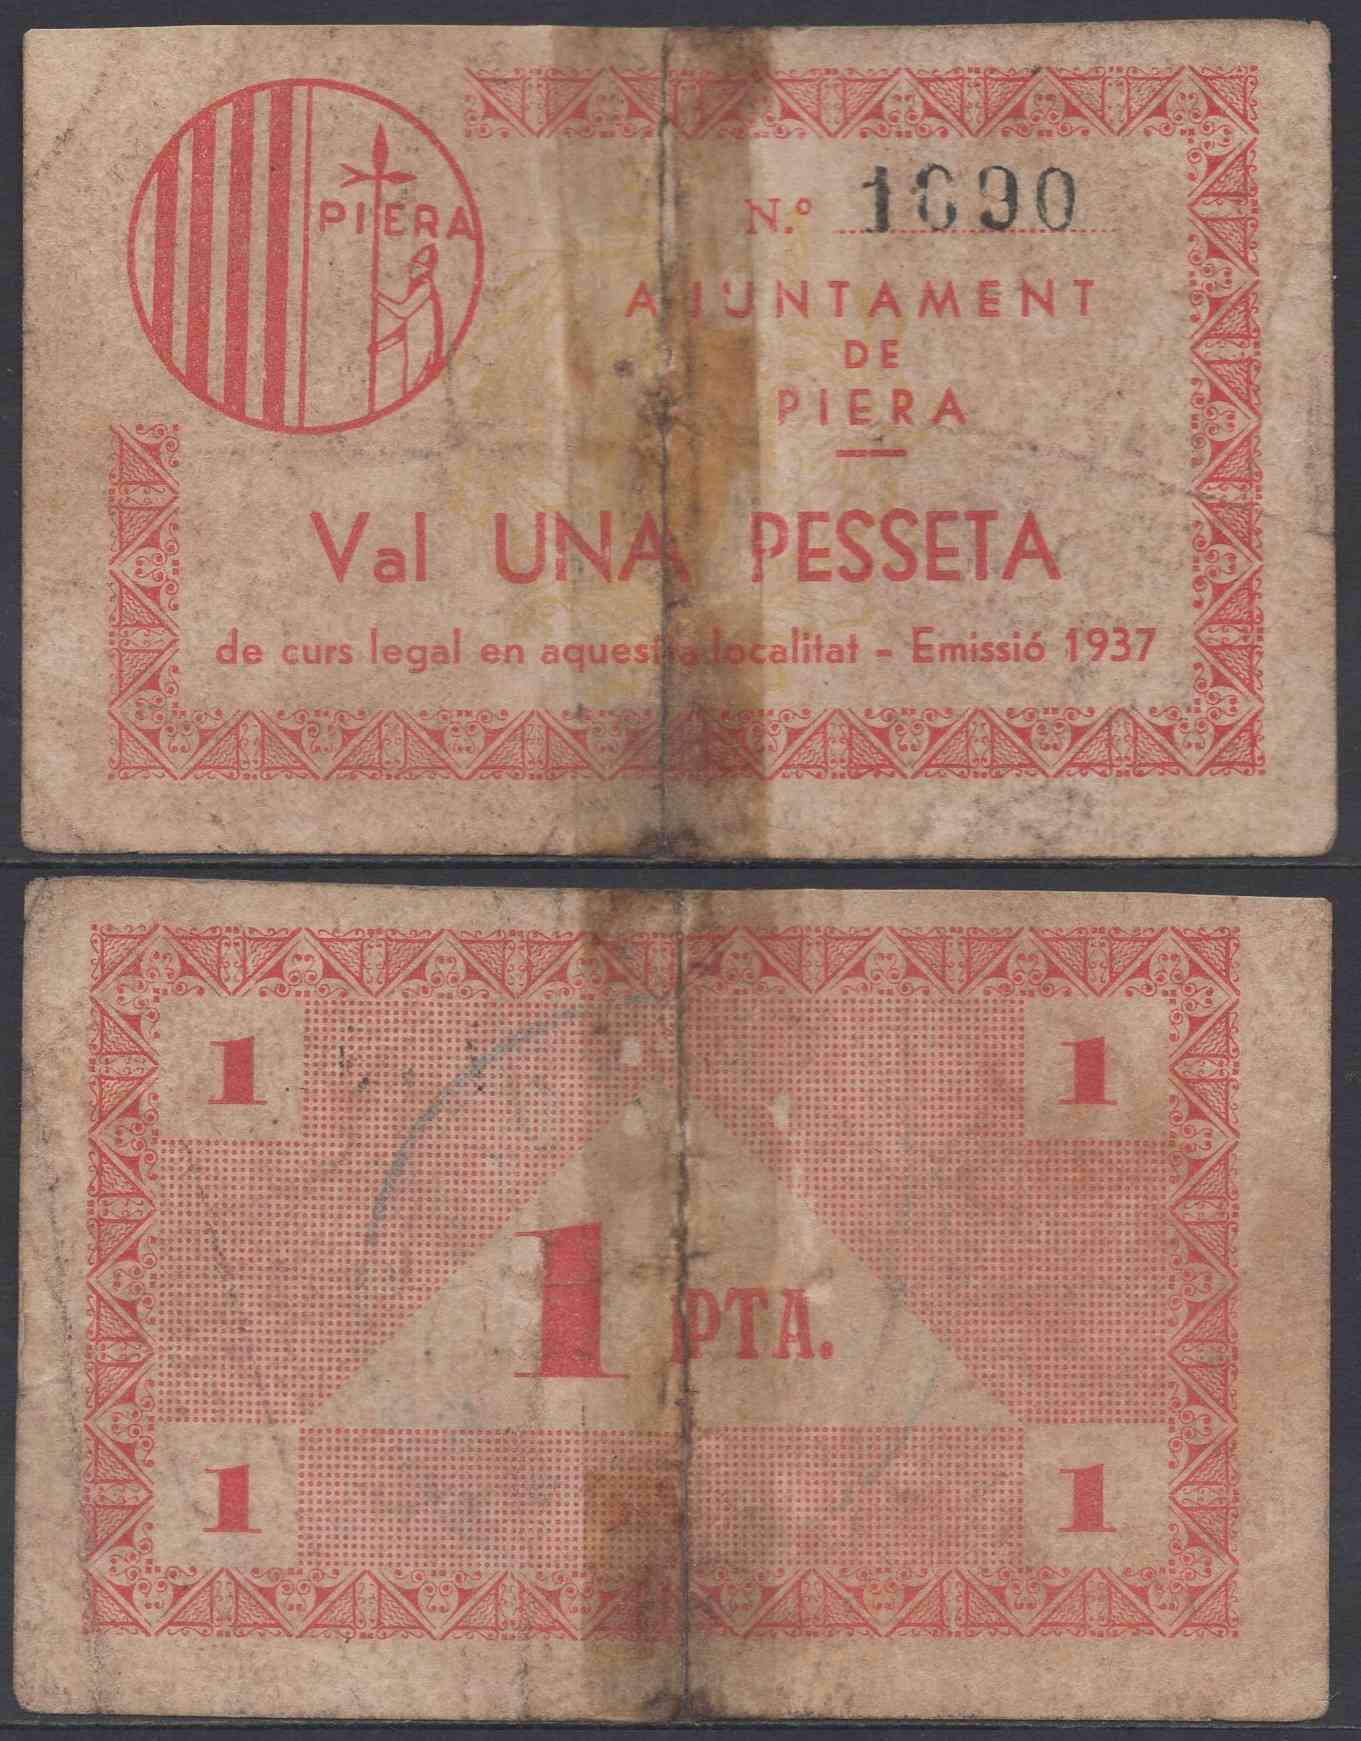 PIERA
N.º 1690
AJUNTAMENT
DE
PIERA
Val UNA PESSETA
de curs legal en aquesta localitat - Emissió 1937
1 1
1 PTA.
1 1